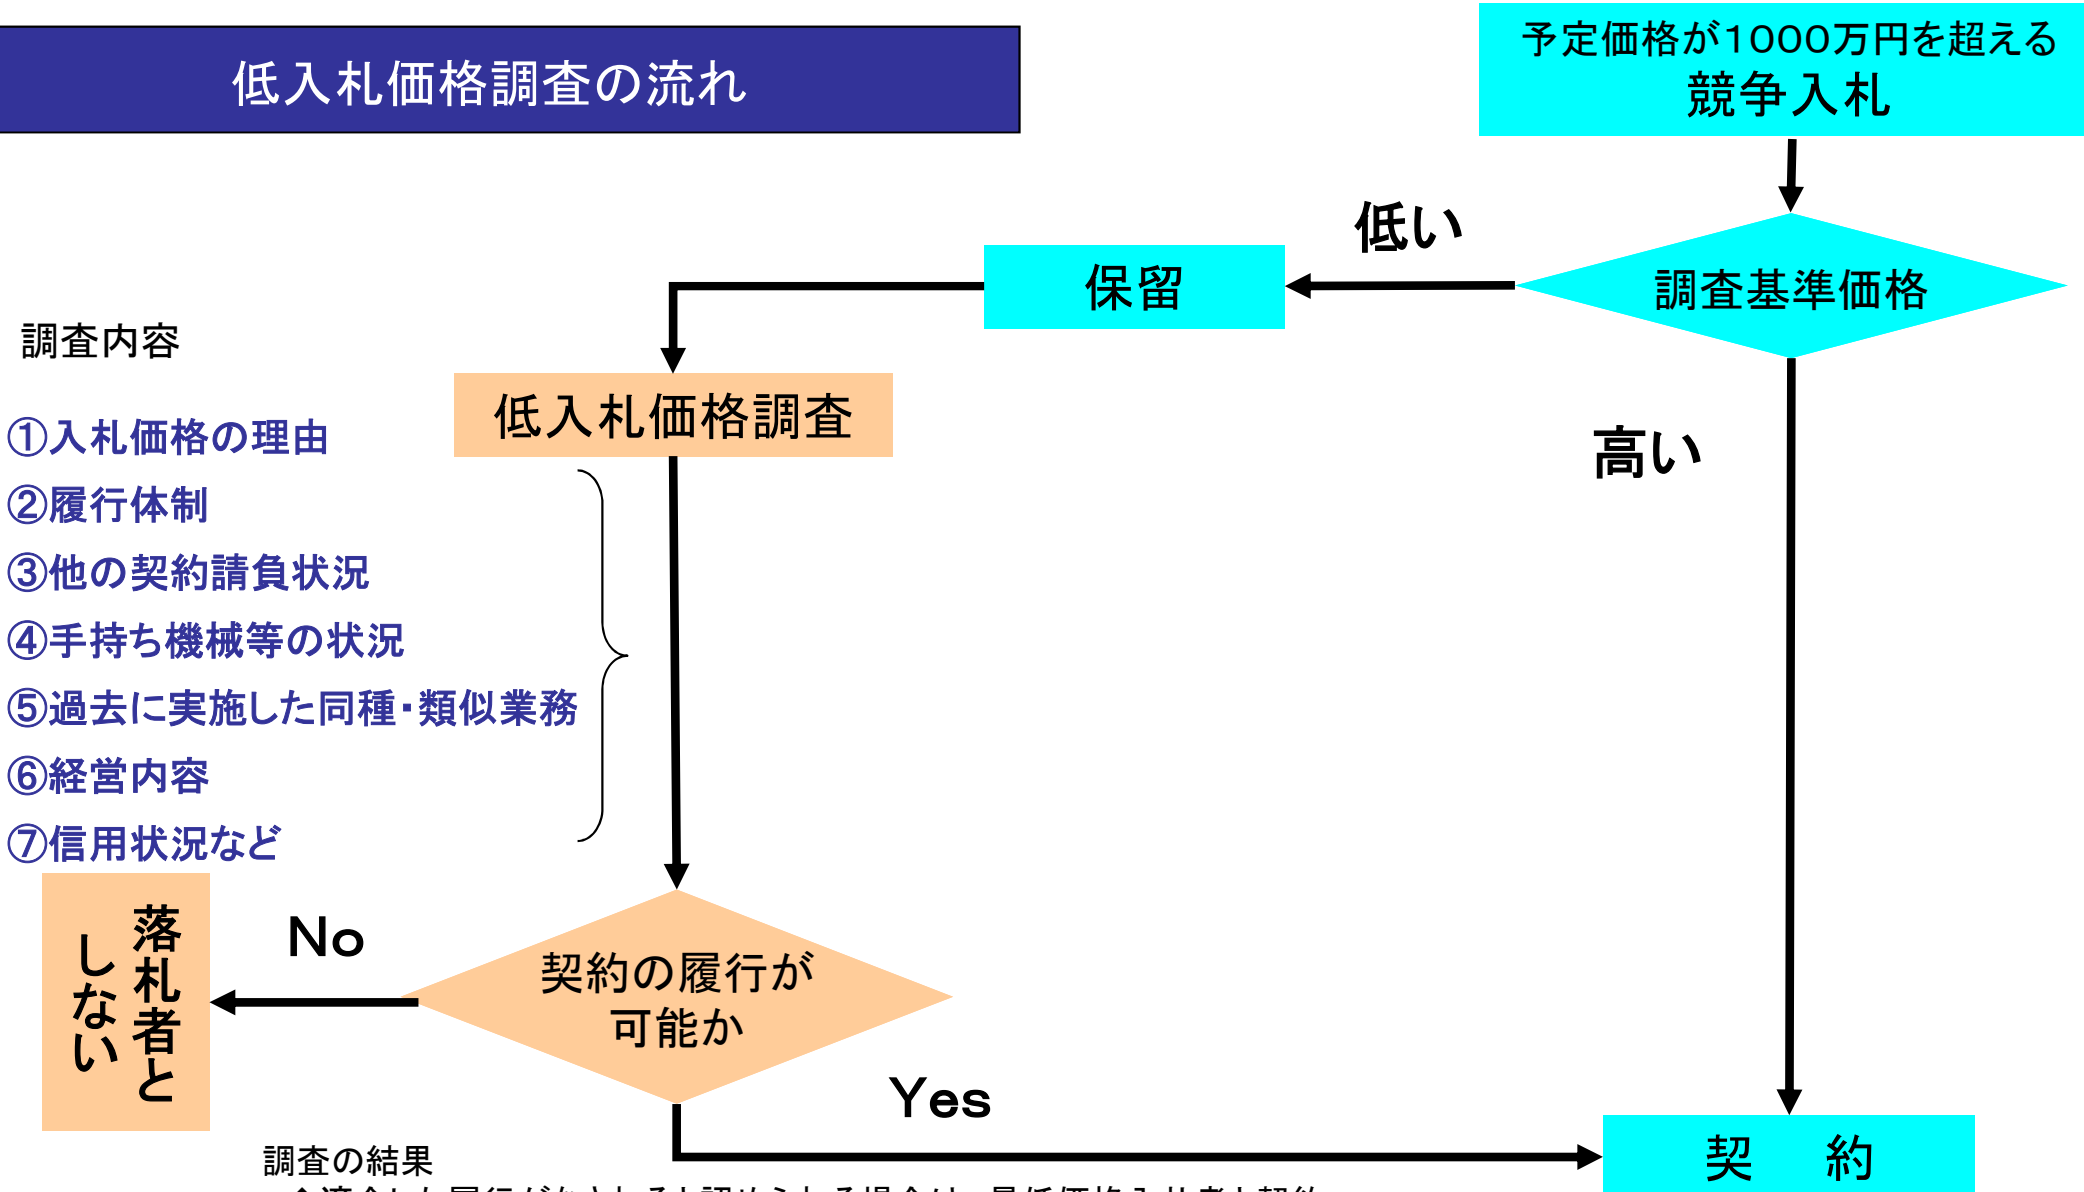 低入札価格調査の流れ
予定価格が1000万円を超える
競争入札
調査基準価格
低い
保留
高い
低入札価格調査
調査内容
①入札価格の理由
②履行体制
③他の契約請負状況
④手持ち機械等の状況
⑤過去に実施した同種・類似業務
⑥経営内容
⑦信用状況など
契約の履行が
可能か
No
落札者と
しない
Yes
契　約
調査の結果